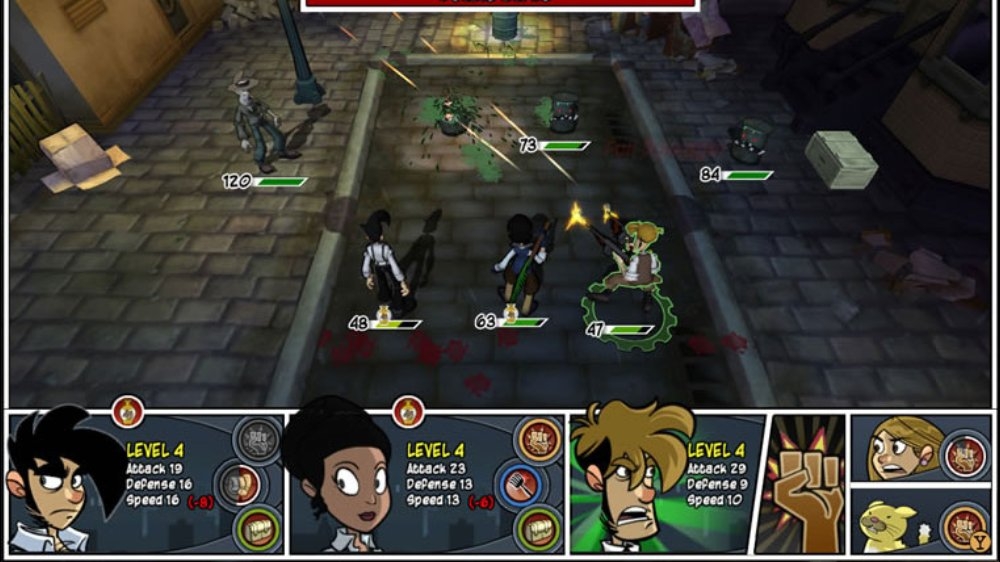 73
120
84
48
63
47
LEVEL 4
Attack 19
Defense 16
Speed 16 (-8)
LEVEL 4
Attack 23
Defense 13
Speed 13 (-6)
LEVEL 4
Attack 29
Defense 9
Speed 10
Y